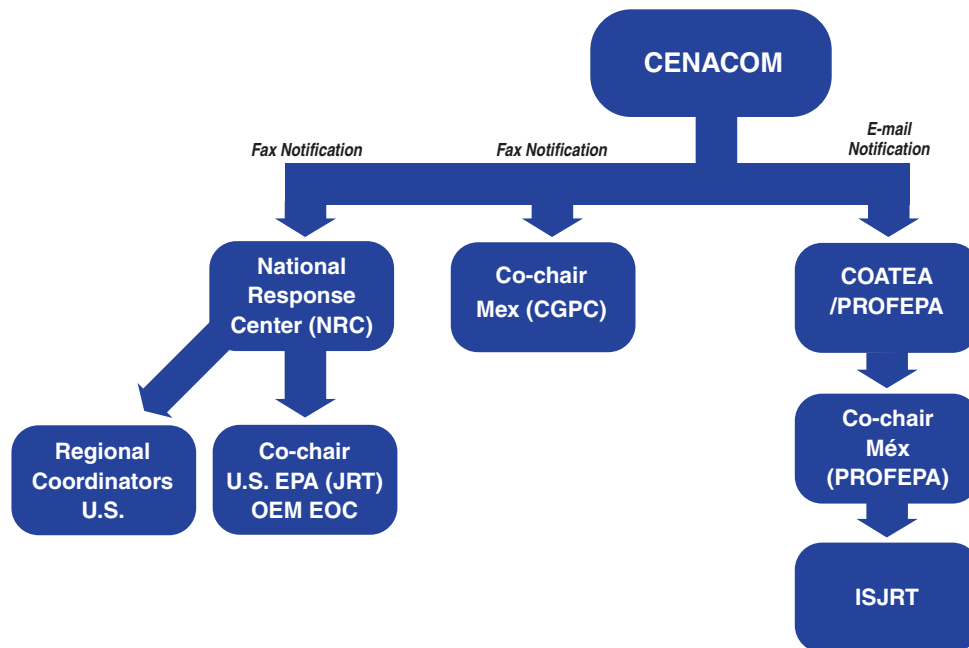 CENACOM
Fax Notification
Fax Notification
E-mail
Notification
National
Response
Center (NRC)
Co-chair
Mex (CGPC)
COATEA
/PROFEPA
Regional
Coordinators
U.S.
Co-chair
U.S. EPA (JRT)
OEM EOC
Co-chair
Méx
(PROFEPA)
ISJRT